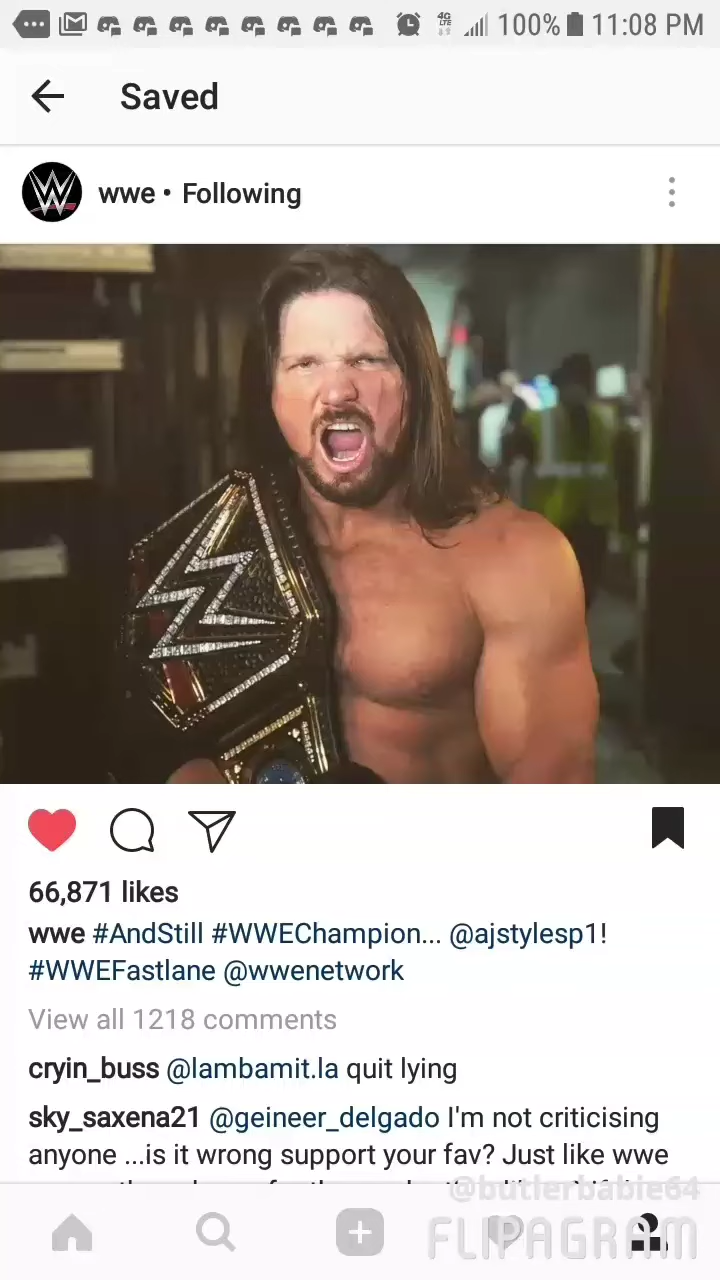 100% 11:08 PM
Saved
wwe • Following
66,871 likes
wwe #AndStill #WWEChampion... @ajstylesp1!
#WWEFastlane @wwenetwork
View all 1218 comments
cryin_buss @lambamit.la quit lying
sky_saxena21 @geineer_delgado I'm not criticising
anyone ...is it wrong support your fav? Just like wwe
@butlerbabie64
FLIPAGRAM